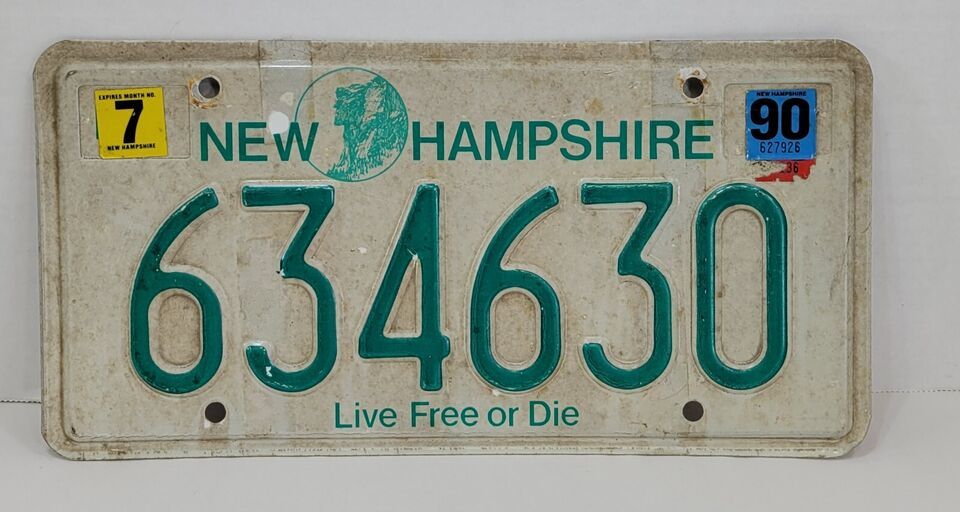 EXPIRES MONTH NO.
7
NEW HAMPSHIRE
NEW HAMPSHIRE
NEW HAMPSHIRE
90
627926
634630
Live Free or Die